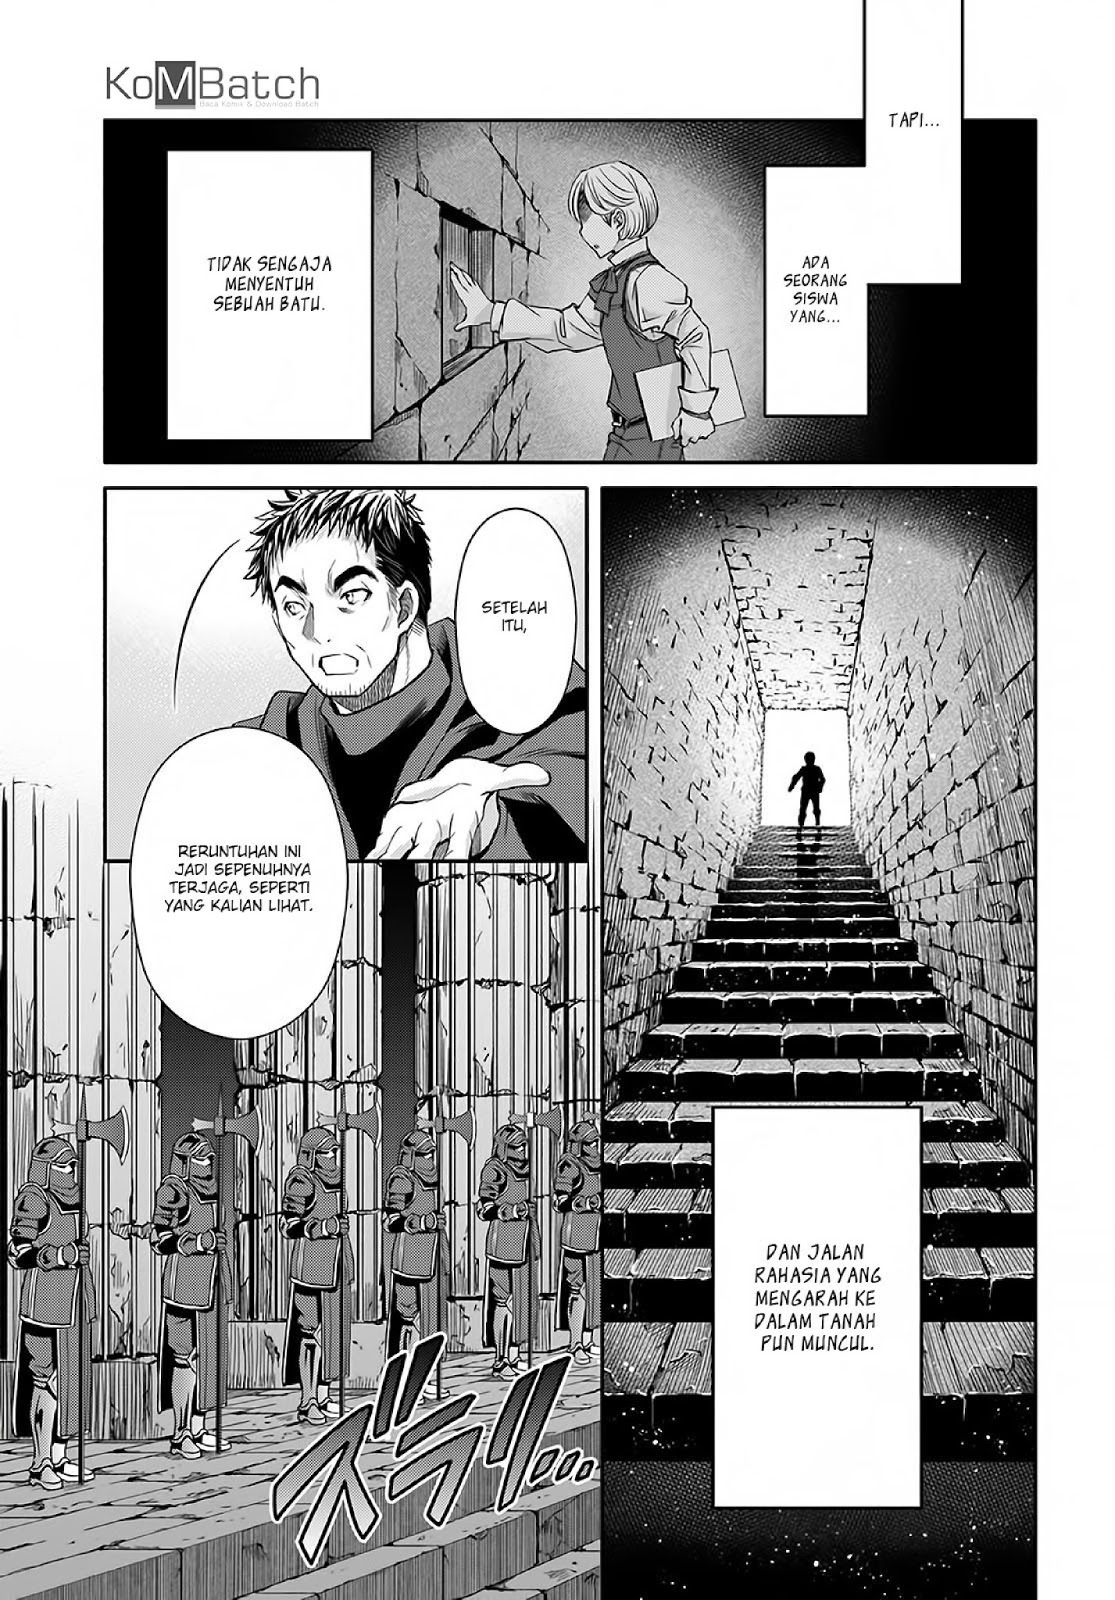 KoMBatch
Baca Komik & Download Batch
TAPI...
ADA
SEORANG
SISWA
YANG...
TIDAK SENGAJA
MENYENTUH
SEBUAH BATU.
DAN JALAN
RAHASIA YANG
MENGARAH KE
DALAM TANAH
PUN MUNCUL.
SETELAH
ITU,
RERUNTUHAN INI
JADI SEPENUHNYA
TERJAGA, SEPERTI
YANG KALIAN LIHAT.
ズラリ...